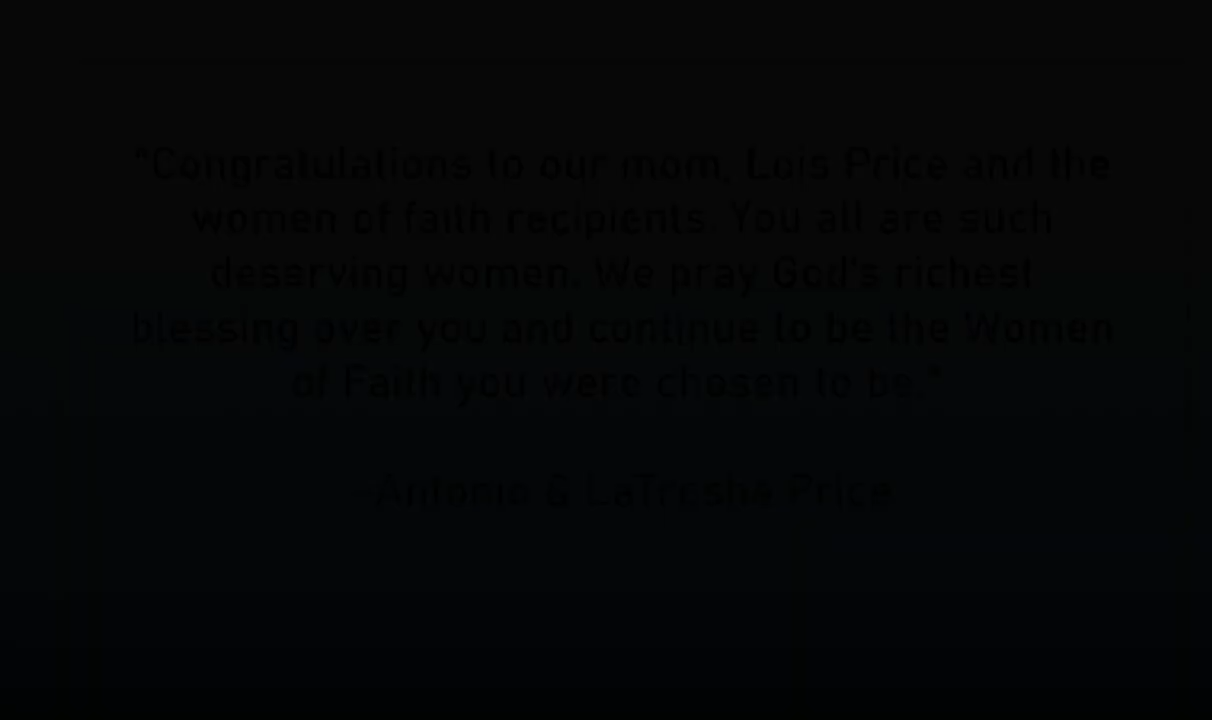 "Congratulations to our mom, Lois Price and the
women of faith recipients. You all are such
deserving women. We pray God's richest
blessing over you and continue to be the Women
of Faith you were chosen to be."
-Antonio & LaTresha Price